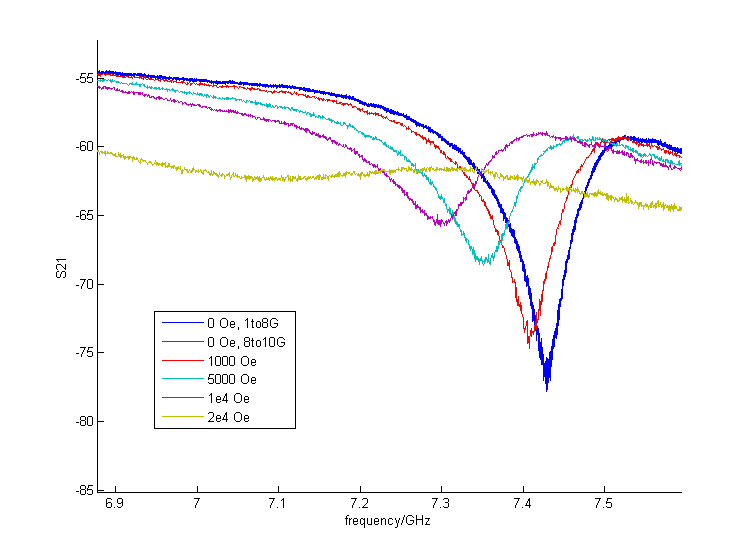 -55
-60
-65
-70
-75
-80
-85
S21
0 Oe, 1to8G
0 Oe, 8to10G
1000 Oe
5000 Oe
1e4 Oe
2e4 Oe
6.9 7 7.1 7.2 7.3 7.4 7.5
frequency/GHz